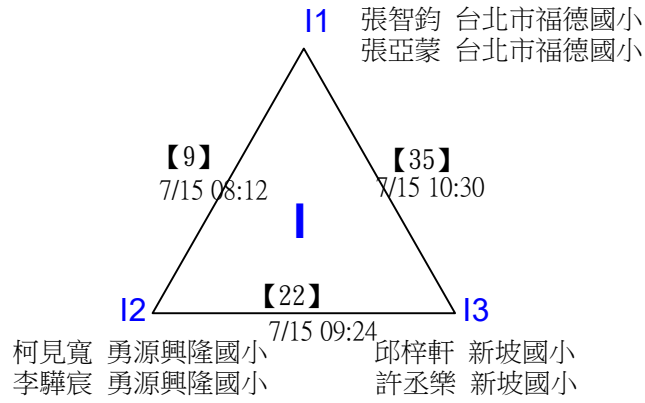 I1 張智鈞 台北市福德國小
張亞蒙 台北市福德國小
【9】
7/15 08:12
【35】
7/15 10:30
I
【22】
7/15 09:24
I2
I3
柯見寬 勇源興隆國小
李驊宸 勇源興隆國小
邱梓軒 新坡國小
許丞樂 新坡國小